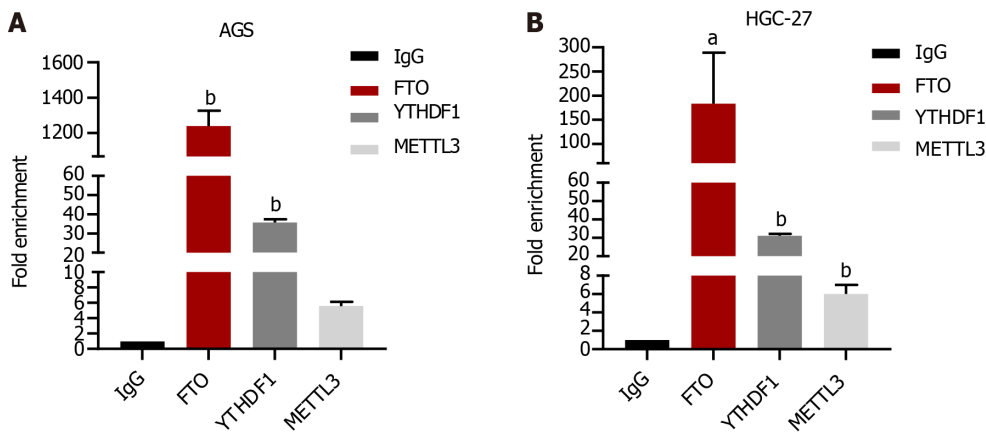 A
AGS
Fold enrichment
1600
1400
1200
60
50
40
30
20
10
8
6
4
2
0
b
b
IgG
FTO
YTHDF1
METTL3
IgG
FTO
YTHDF1
METTL3
B
HGC-27
Fold enrichment
300
250
200
150
100
60
50
40
30
20
8
6
4
2
0
a
b
b
IgG
FTO
YTHDF1
METTL3
IgG
FTO
YTHDF1
METTL3